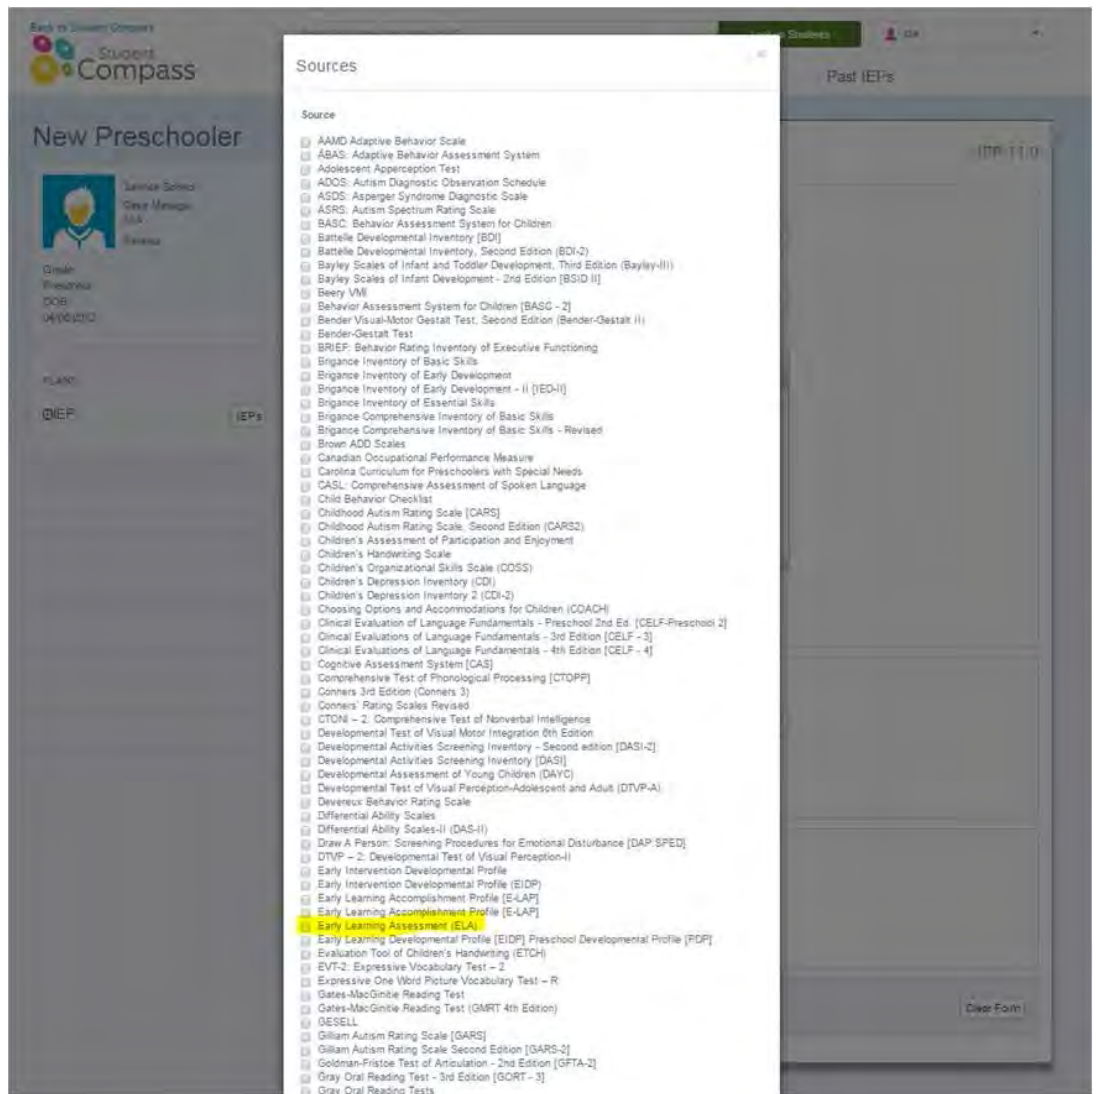 Back to Student Compass
Student
Compass
Students
Past IEPs
New Preschooler
Service School
Case Manager
N/A
Grade
Preschool
DOB
PLANS
IEP
IEPs
Sources
×
Source
AAMD Adaptive Behavior Scale
ABAS: Adaptive Behavior Assessment System
Adolescent Apperception Test
ADOS: Autism Diagnostic Observation Schedule
ASDS: Asperger Syndrome Diagnostic Scale
ASRS: Autism Spectrum Rating Scale
BASC: Behavior Assessment System for Children
Battelle Developmental Inventory [BDI]
Battelle Developmental Inventory, Second Edition (BDI-2)
Bayley Scales of Infant and Toddler Development, Third Edition (Bayley-III)
Bayley Scales of Infant Development - 2nd Edition [BSID II]
Beery VMI
Behavior Assessment System for Children [BASC - 2]
Bender Visual-Motor Gestalt Test, Second Edition (Bender-Gestalt II)
Bender-Gestalt Test
BRIEF: Behavior Rating Inventory of Executive Functioning
Brigance Inventory of Basic Skills
Brigance Inventory of Early Development
Brigance Inventory of Early Development - II [IED-II]
Brigance Inventory of Essential Skills
Brigance Comprehensive Inventory of Basic Skills
Brigance Comprehensive Inventory of Basic Skills - Revised
Brown ADD Scales
Canadian Occupational Performance Measure
Carolina Curriculum for Preschoolers with Special Needs
CASL: Comprehensive Assessment of Spoken Language
Child Behavior Checklist
Childhood Autism Rating Scale [CARS]
Childhood Autism Rating Scale, Second Edition (CARS2)
Children's Assessment of Participation and Enjoyment
Children's Handwriting Scale
Children's Organizational Skills Scale (COSS)
Children's Depression Inventory (CDI)
Children's Depression Inventory 2 (CDI-2)
Choosing Options and Accommodations for Children (COACH)
Clinical Evaluation of Language Fundamentals - Preschool 2nd Ed. [CELF-Preschool 2]
Clinical Evaluations of Language Fundamentals - 3rd Edition [CELF - 3]
Clinical Evaluations of Language Fundamentals - 4th Edition [CELF - 4]
Cognitive Assessment System [CAS]
Comprehensive Test of Phonological Processing [CTOPP]
Conners 3rd Edition (Conners 3)
Conners' Rating Scales Revised
CTONI – 2: Comprehensive Test of Nonverbal Intelligence
Developmental Test of Visual Motor Integration 6th Edition
Developmental Activities Screening Inventory - Second edition [DASI-2]
Developmental Activities Screening Inventory [DASI]
Developmental Assessment of Young Children (DAYC)
Developmental Test of Visual Perception-Adolescent and Adult (DTVP-A)
Devereux Behavior Rating Scale
Differential Ability Scales
Differential Ability Scales-II (DAS-II)
Draw A Person: Screening Procedures for Emotional Disturbance [DAP:SPED]
DTVP – 2: Developmental Test of Visual Perception-II
Early Intervention Developmental Profile
Early Intervention Developmental Profile (EIDP)
Early Learning Accomplishment Profile [E-LAP]
Early Learning Accomplishment Profile [E-LAP]
Early Learning Assessment (ELA)
Early Learning Developmental Profile [EIDP] Preschool Developmental Profile [PDP]
Evaluation Tool of Children's Handwriting (ETCH)
EVT-2: Expressive Vocabulary Test – 2
Expressive One Word Picture Vocabulary Test – R
Gates-MacGinitie Reading Test
Gates-MacGinitie Reading Test (GMRT 4th Edition)
GESELL
Gilliam Autism Rating Scale [GARS]
Gilliam Autism Rating Scale Second Edition [GARS-2]
Goldman-Fristoe Test of Articulation - 2nd Edition [GFTA-2]
Gray Oral Reading Test - 3rd Edition [GORT - 3]
Gray Oral Reading Tests
Clear Form